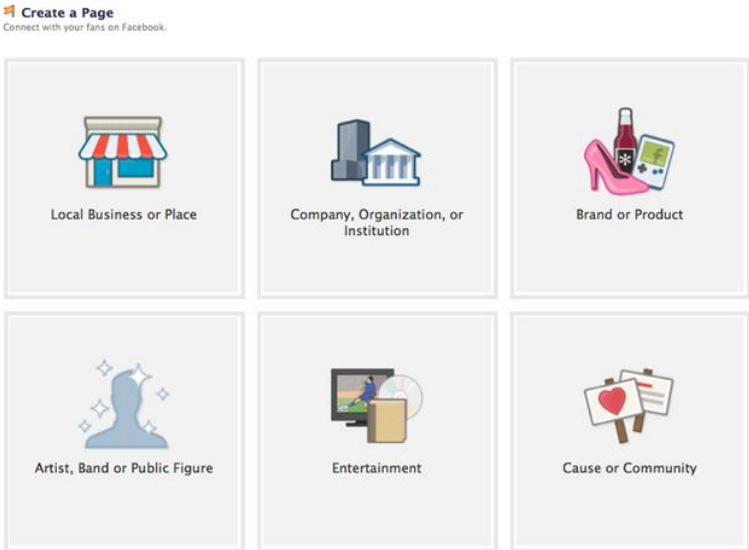 Create a Page
Connect with your fans on Facebook.
Local Business or Place
Company, Organization, or
Institution
Brand or Product
Artist, Band or Public Figure
Entertainment
Cause or Community